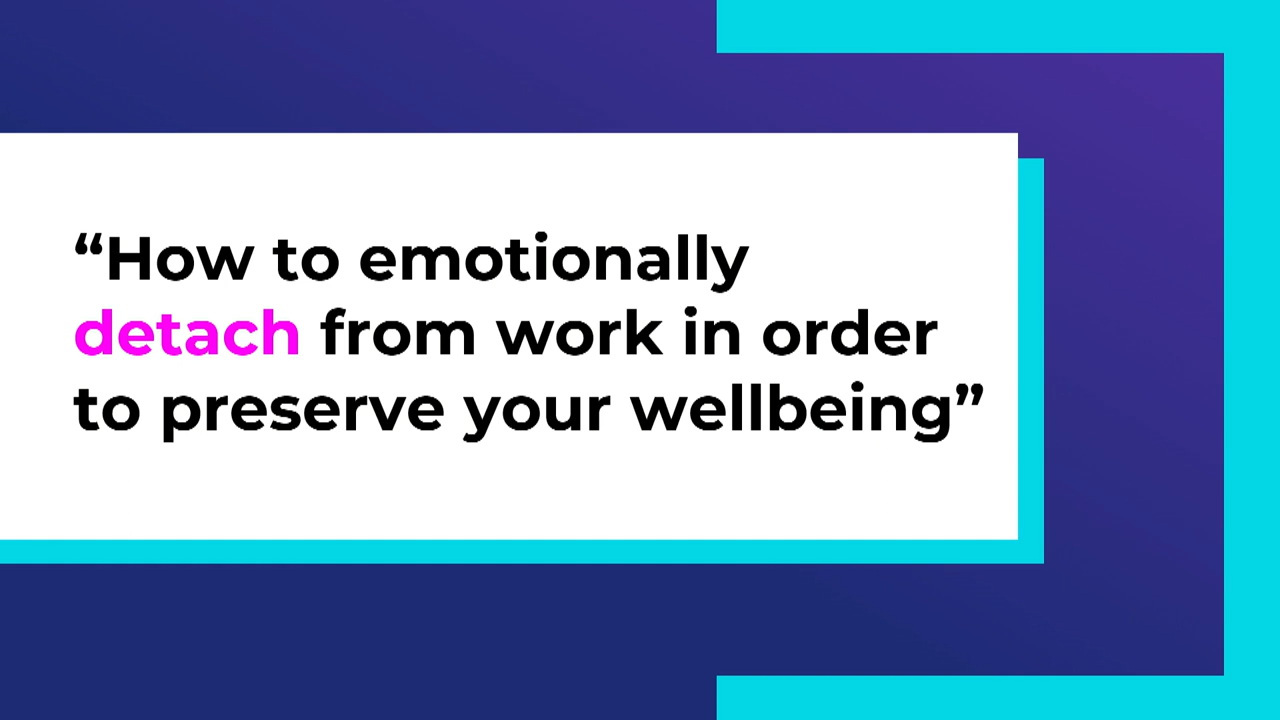 “How to emotionally
detach from work in order
to preserve your wellbeing”